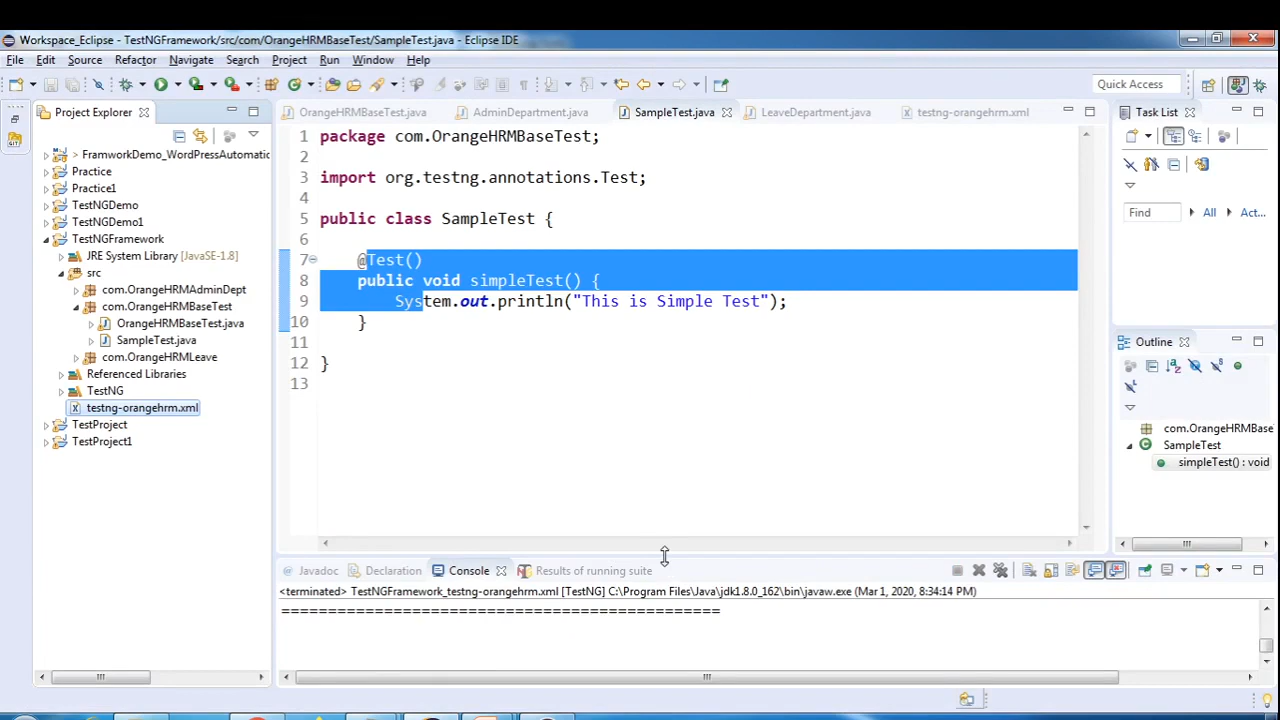 Workspace_Eclipse - TestNGFramework/src/com/OrangeHRMBaseTest/SampleTest.java - Eclipse IDE
File Edit Source Refactor Navigate Search Project Run Window Help
Quick Access
Project Explorer
> FramworkDemo_WordPressAutomatic
Practice
Practice1
TestNGDemo
TestNGDemo1
TestNGFramework
JRE System Library [JavaSE-1.8]
src
com.OrangeHRMAdminDept
com.OrangeHRMBaseTest
OrangeHRMBaseTest.java
SampleTest.java
com.OrangeHRMLeave
Referenced Libraries
TestNG
testng-orangehrm.xml
TestProject
TestProject1
OrangeHRMBaseTest.java AdminDepartment.java SampleTest.java LeaveDepartment.java testng-orangehrm.xml
1 package com.OrangeHRMBaseTest;
2
3 import org.testng.annotations.Test;
4
5 public class SampleTest {
6
7 @Test()
8 public void simpleTest() {
9 System.out.println("This is Simple Test");
10 }
11
12 }
13
Task List
Find All Act...
Outline
com.OrangeHRMBase
SampleTest
simpleTest() : void
Javadoc Declaration Console Results of running suite
<terminated> TestNGFramework_testng-orangehrm.xml [TestNG] C:\Program Files\Java\jdk1.8.0_162\bin\javaw.exe (Mar 1, 2020, 8:34:14 PM)
===============================================